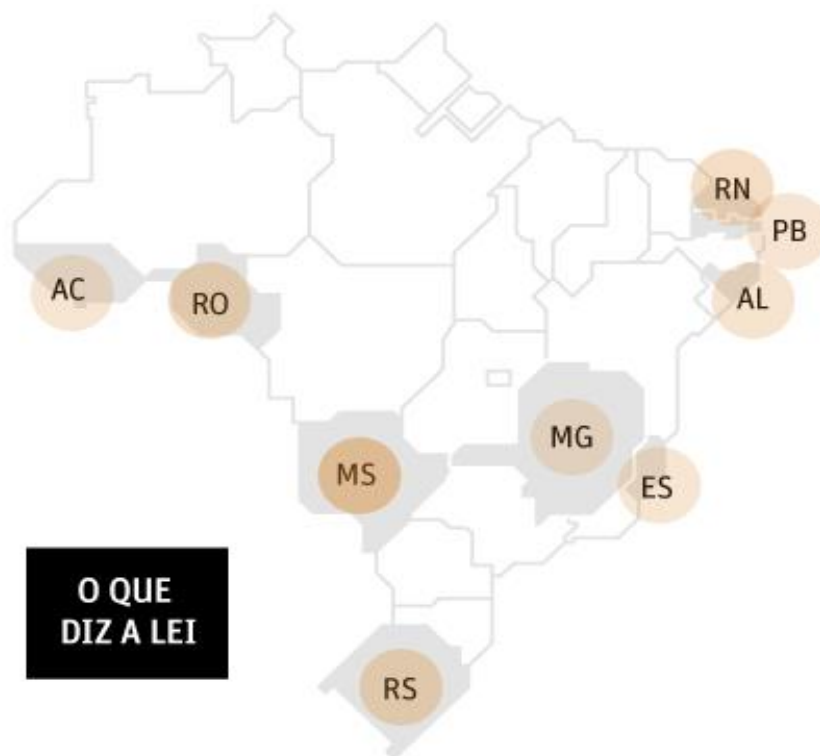 RN
PB
AC
RO
AL
MG
MS
ES
O QUE
DIZ A LEI
RS